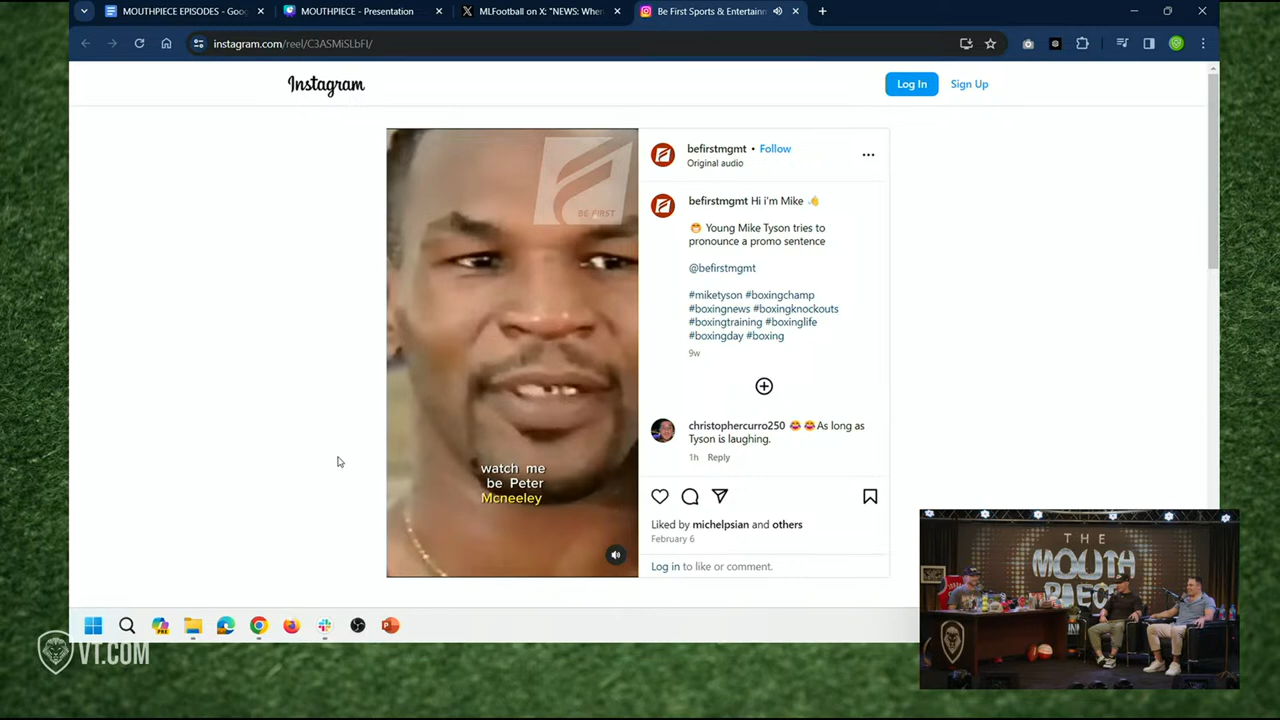 MOUTHPIECE EPISODES - Goo
MOUTHPIECE - Presentation
MLFootball on X: "NEWS: When
Be First Sports & Entertainm
instagram.com/reel/C3ASMiSLbFI/
Instagram
Log In
Sign Up
BE FIRST
watch me
be Peter
Mcneeley
befirstmgmt • Follow
Original audio
befirstmgmt Hi i'm Mike 👋
😁 Young Mike Tyson tries to
pronounce a promo sentence
@befirstmgmt
#miketyson #boxingchamp
#boxingnews #boxingknockouts
#boxingtraining #boxinglife
#boxingday #boxing
9w
christophercurro250 😂😂As long as
Tyson is laughing.
1h Reply
Liked by michelpsian and others
February 6
Log in to like or comment.
PRE
VT.COM
THE
MOUTH
PIECE